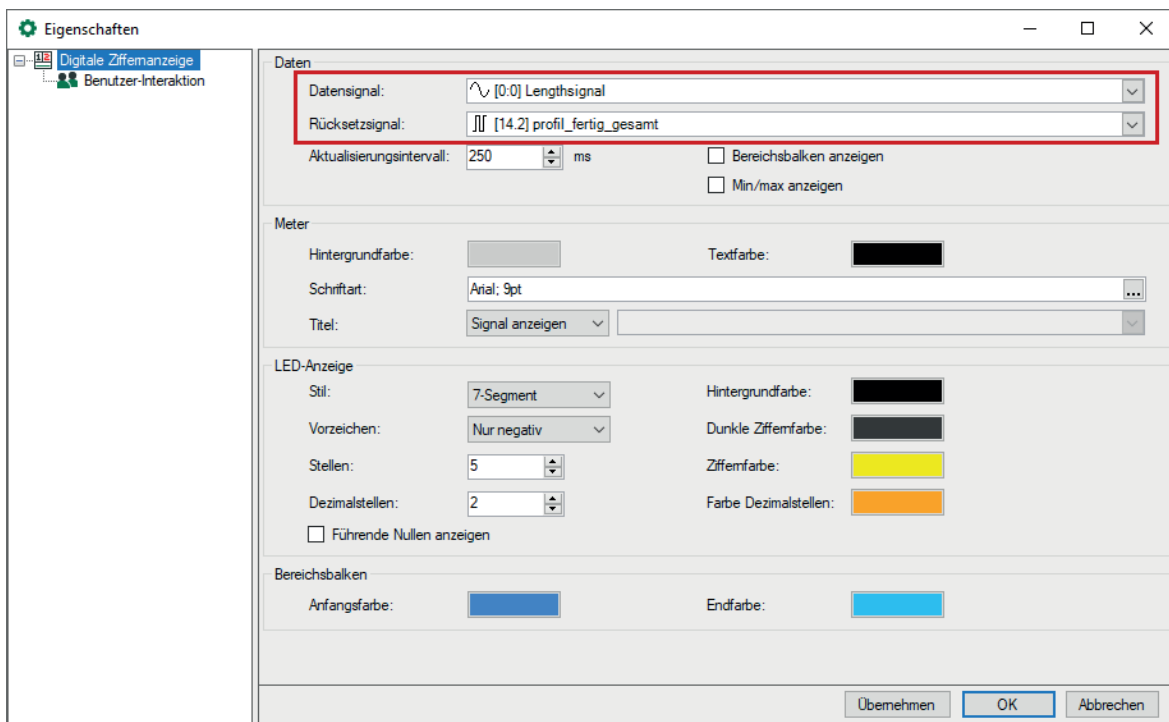 Eigenschaften
Digitale Ziffernanzeige
Benutzer-Interaktion
Daten
Datensignal: [0:0] Lengthsignal
Rücksetzsignal: [14.2] profil_fertig_gesamt
Aktualisierungsintervall: 250 ms Bereichsbalken anzeigen
Min/max anzeigen
Meter
Hintergrundfarbe: Textfarbe:
Schriftart: Arial; 9pt ...
Titel: Signal anzeigen
LED-Anzeige
Stil: 7-Segment Hintergrundfarbe:
Vorzeichen: Nur negativ Dunkle Ziffernfarbe:
Stellen: 5 Ziffernfarbe:
Dezimalstellen: 2 Farbe Dezimalstellen:
Führende Nullen anzeigen
Bereichsbalken
Anfangsfarbe: Endfarbe:
Übernehmen OK Abbrechen